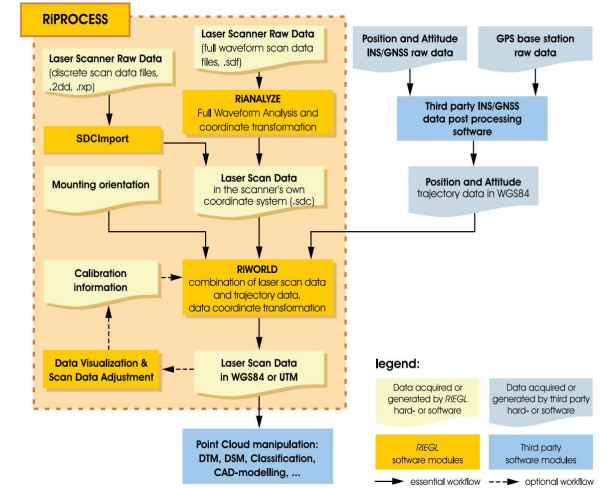 RiPROCESS
Laser Scanner Raw Data
(discrete scan data files,
.2dd, .rxp)
Laser Scanner Raw Data
(full waveform scan data
files, .sdf)
Position and Attitude
INS/GNSS raw data
GPS base station
raw data
SDCImport
RiANALYZE
Full Waveform Analysis and
coordinate transformation
Third party INS/GNSS
data post processing
software
Mounting orientation
Laser Scan Data
in the scanner's own
coordinate system (.sdc)
Position and Attitude
trajectory data in WGS84
Calibration
information
RiWORLD
combination of laser scan data
and trajectory data,
data coordinate transformation
Data Visualization &
Scan Data Adjustment
Laser Scan Data
in WGS84 or UTM
Point Cloud manipulation:
DTM, DSM, Classification,
CAD-modelling, ...
legend:
Data acquired or
generated by RIEGL
hard- or software
Data acquired or
generated by third party
hard- or software
RIEGL
software modules
Third party
software modules
essential workflow
optional workflow